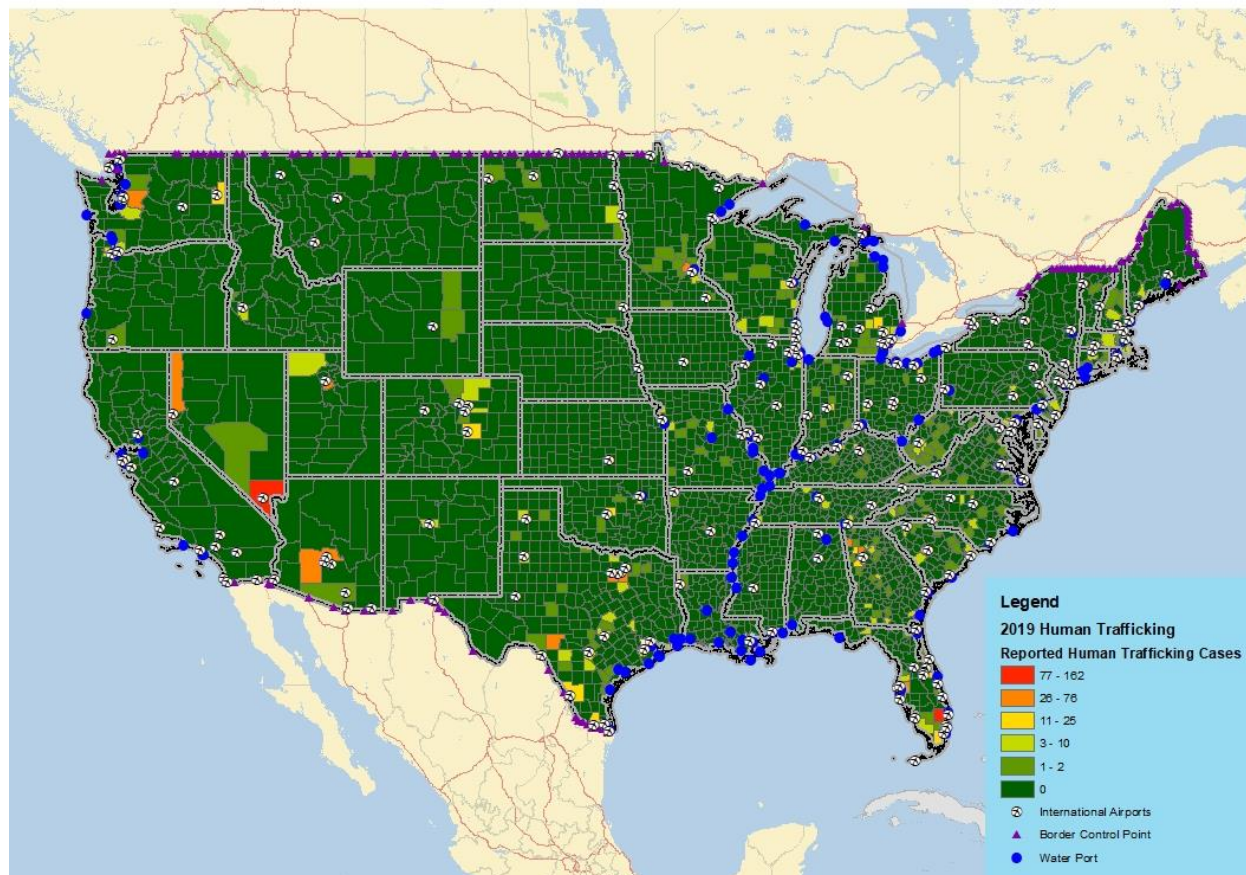 Legend
2019 Human Trafficking
Reported Human Trafficking Cases
77 - 162
26 - 76
11 - 25
3 - 10
1 - 2
0
International Airports
Border Control Point
Water Port